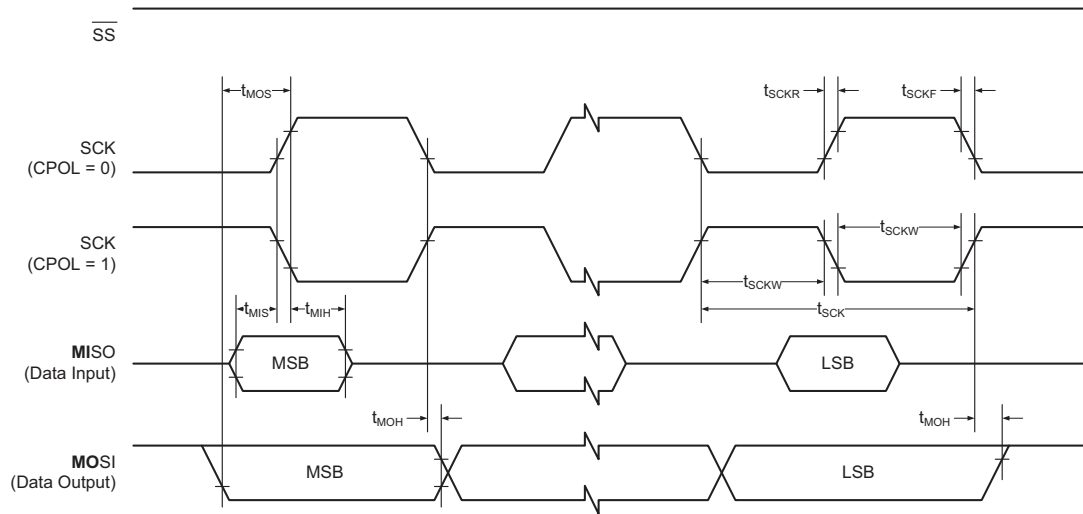 SS
tMOS
tSCKR
tSCKF
SCK
(CPOL = 0)
SCK
(CPOL = 1)
tSCKW
tSCKW
tMIS
tMIH
tSCK
MISO
(Data Input)
MSB
LSB
tMOH
tMOH
MOSI
(Data Output)
MSB
LSB